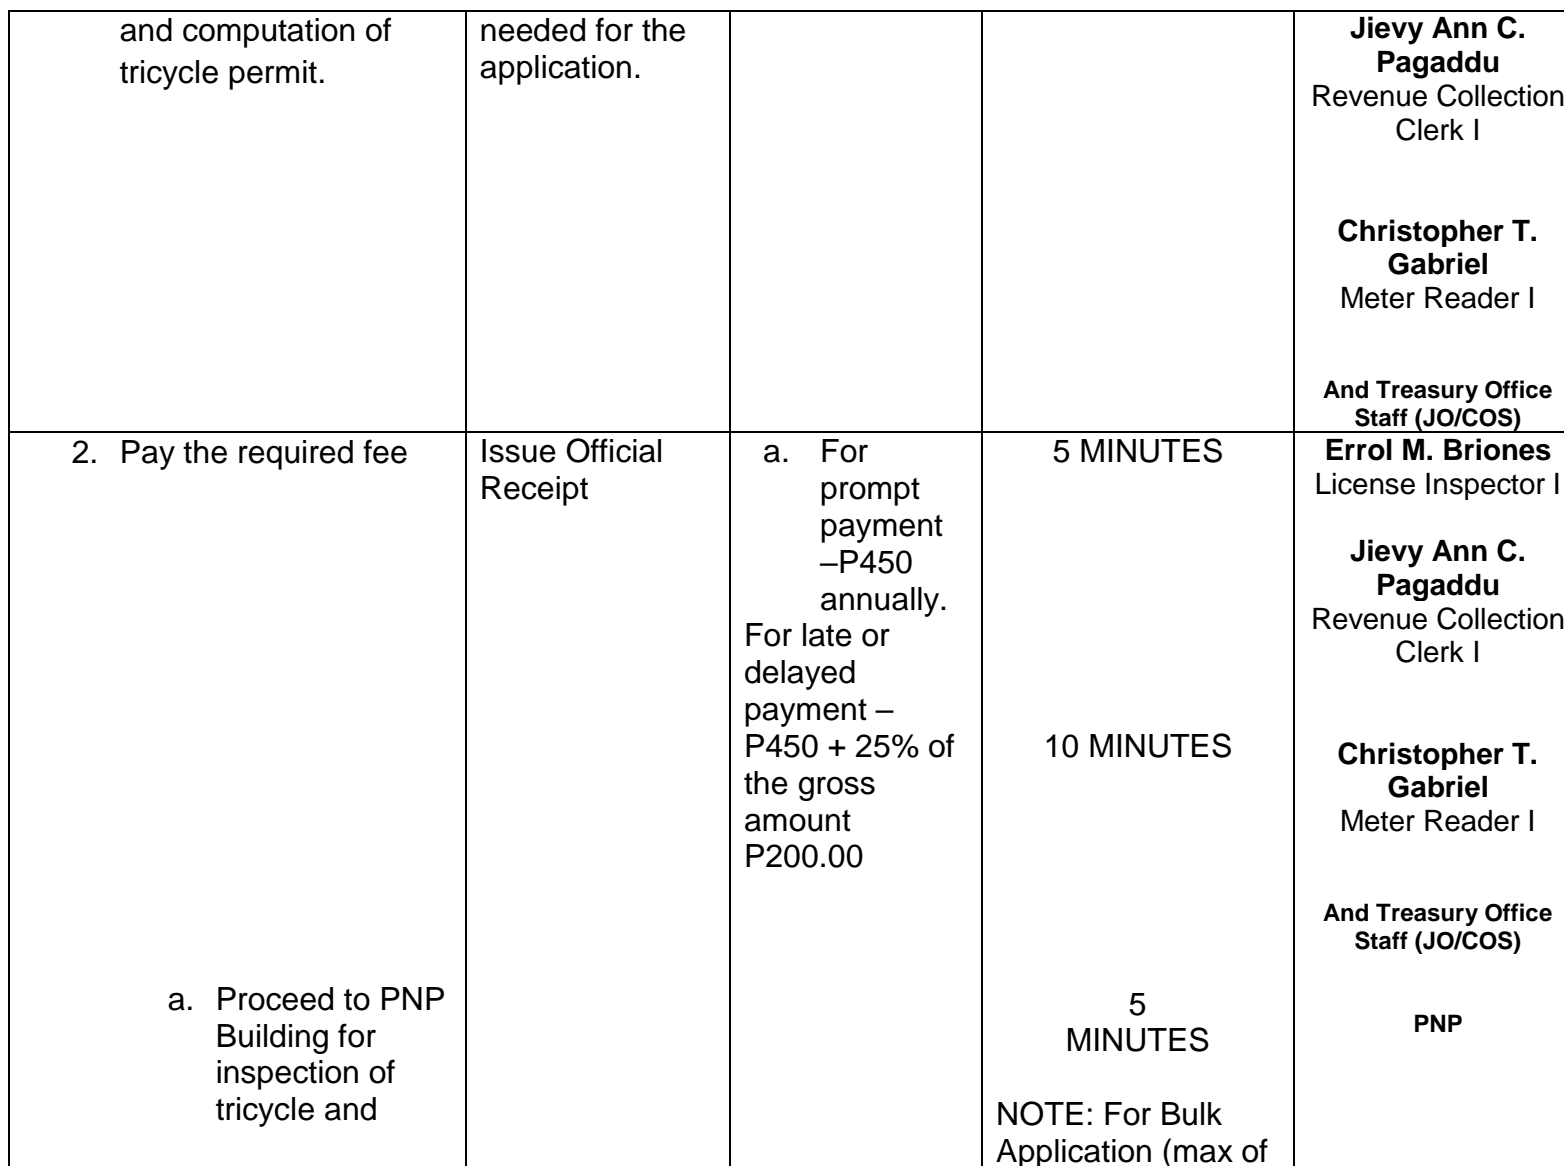 and computation of
tricycle permit.
needed for the
application.
Jievy Ann C.
Pagaddu
Revenue Collection
Clerk I
Christopher T.
Gabriel
Meter Reader I
And Treasury Office
Staff (JO/COS)
2. Pay the required fee
Issue Official
Receipt
a. For
prompt
payment
–P450
annually.
For late or
delayed
payment –
P450 + 25% of
the gross
amount
P200.00
5 MINUTES
10 MINUTES
Errol M. Briones
License Inspector I
Jievy Ann C.
Pagaddu
Revenue Collection
Clerk I
Christopher T.
Gabriel
Meter Reader I
And Treasury Office
Staff (JO/COS)
a. Proceed to PNP
Building for
inspection of
tricycle and
5
MINUTES
NOTE: For Bulk
Application (max of
PNP